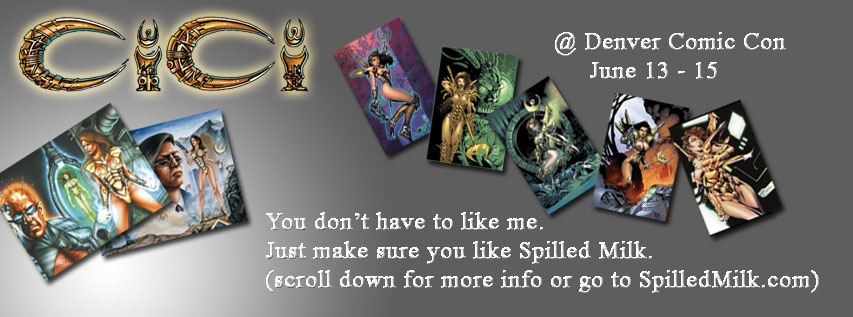 CiCi
@ Denver Comic Con
June 13 - 15
You don't have to like me.
Just make sure you like Spilled Milk.
(scroll down for more info or go to SpilledMilk.com)